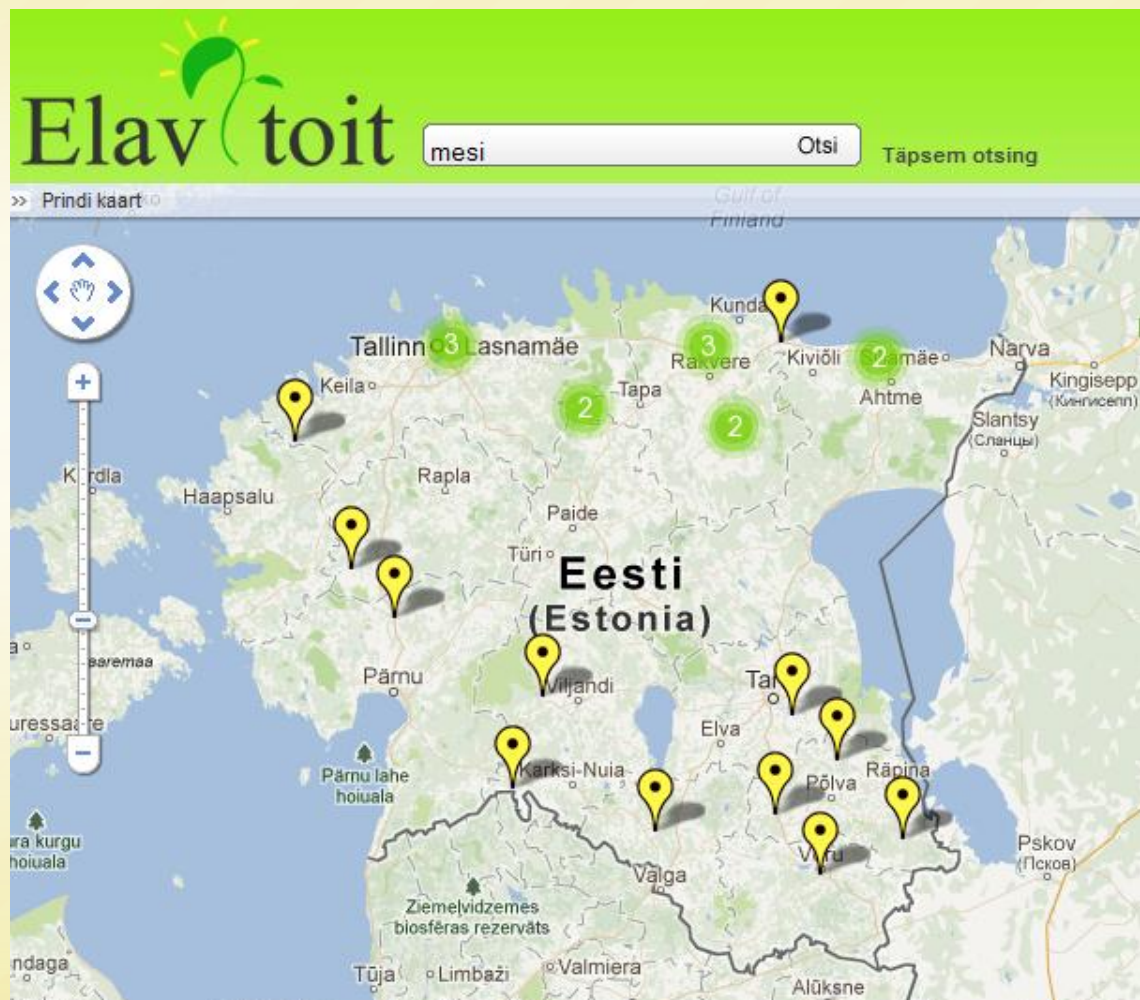 Elav toit
mesi Otsi
Täpsem otsing
>> Prindi kaart
Gulf of
Finland
Kunda
Tallinn
3
Lasnamäe
3
Rakvere
Kiviõli
2
Narva
Keila
Tapa
Ahtme
Kingisepp
(Кингисепп)
2
2
Slantsy
(Сланцы)
Rapla
Haapsalu
Paide
Türi
Eesti
(Estonia)
Pärnu
Viljandi
Elva
Karksi-Nuia
Põlva
Räpina
Pärnu lahe
hoiuala
Valga
Pskov
(Псков)
Ziemeļvidzemes
biosfēras rezervāts
Tūja
Limbaži
Valmiera
Alūksne
hoiuala